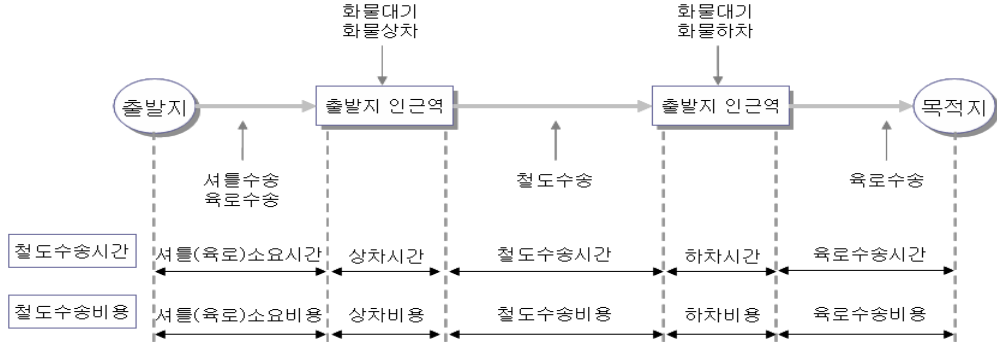 화물대기
화물상차
화물대기
화물하차
출발지
출발지 인근역
출발지 인근역
목적지
셔틀수송
육로수송
철도수송
육로수송
철도수송시간
셔틀(육로)소요시간
상차시간
철도수송시간
하차시간
육로수송시간
철도수송비용
셔틀(육로)소요비용
상차비용
철도수송비용
하차비용
육로수송비용